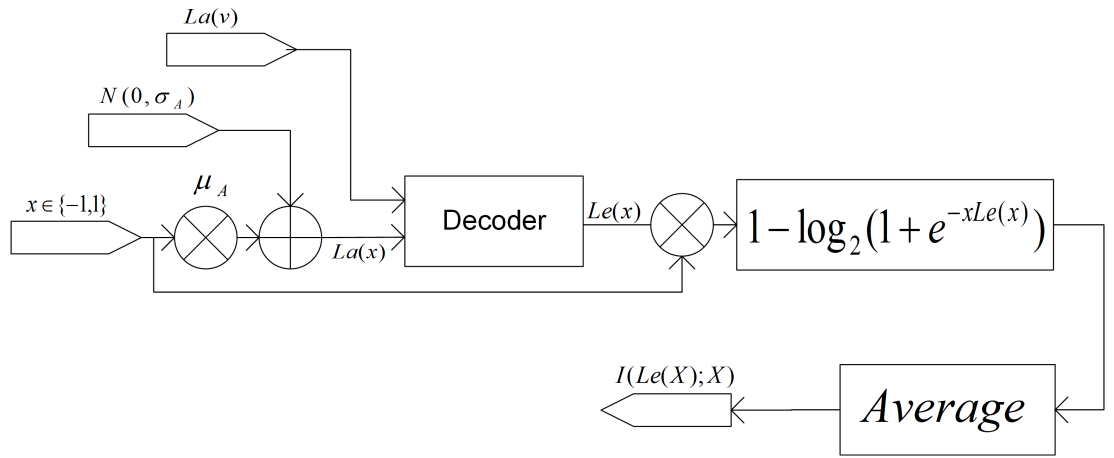 La(v)
N(0,σ_A)
μ_A
x∈{−1,1}
La(x)
Decoder
Le(x)
1−log₂(1+e^{−xLe(x)})
I(Le(X);X)
Average